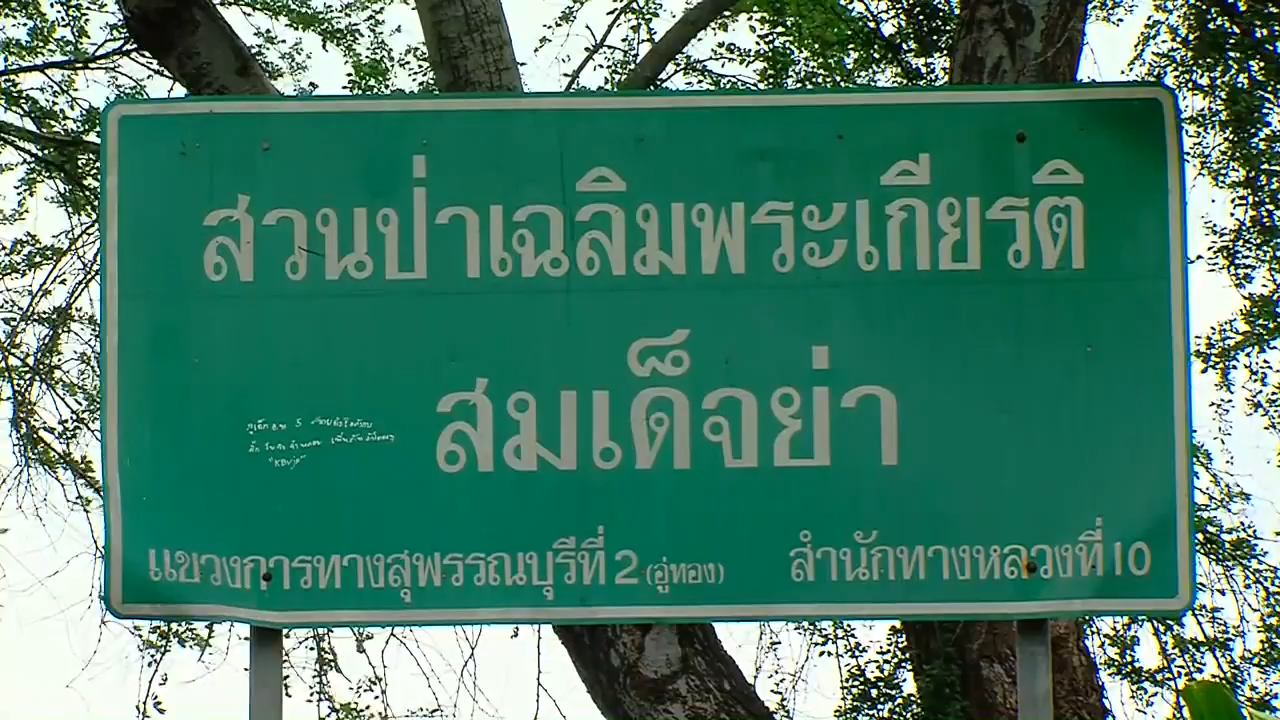 สวนป่าเฉลิมพระเกียรติ
สมเด็จย่า
แขวงการทางสุพรรณบุรีที่ 2 (อู่ทอง) สำนักทางหลวงที่ 10